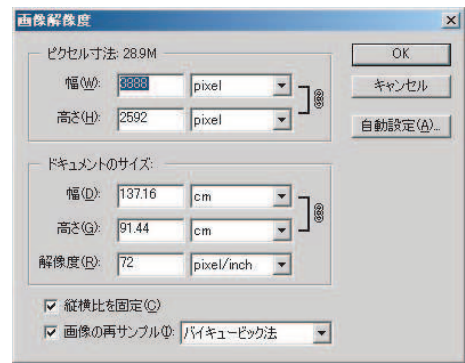 画像解像度
ピクセル寸法: 28.9M
幅(W): 3888 pixel
高さ(H): 2592 pixel
ドキュメントのサイズ:
幅(D): 137.16 cm
高さ(G): 91.44 cm
解像度(R): 72 pixel/inch
縦横比を固定(C)
画像の再サンプル(I): バイキュービック法
OK
キャンセル
自動設定(A)...